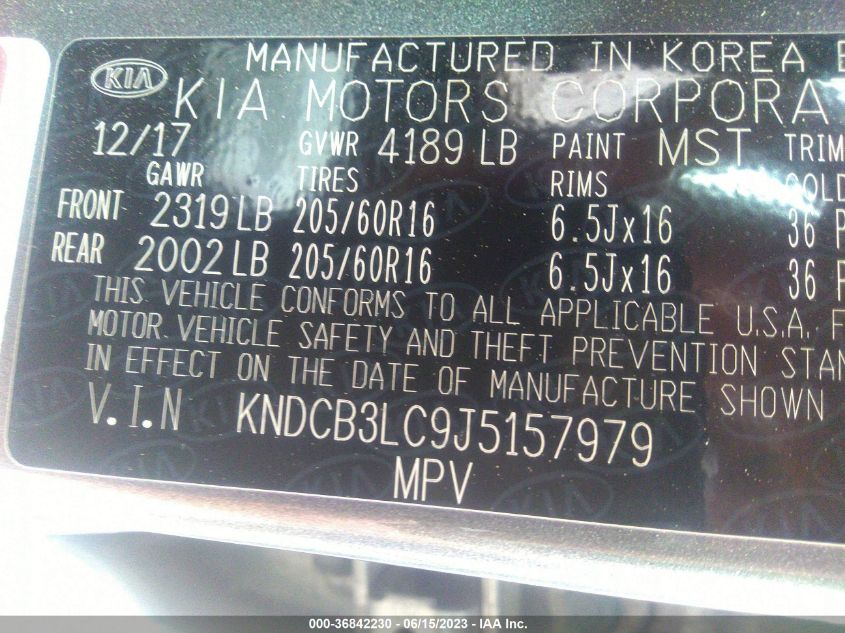 MANUFACTURED IN KOREA
KIA
KIA MOTORS
12/17 GVWR 4189 LB PAINT MST TRIM
GAWR TIRES RIMS
FRONT 2319 LB 205/60R16 6.5Jx16 36
REAR 2002 LB 205/60R16 6.5Jx16 36
THIS VEHICLE CONFORMS TO ALL APPLICABLE U.S.A.
MOTOR VEHICLE SAFETY AND THEFT PREVENTION
IN EFFECT ON THE DATE OF MANUFACTURE SHOWN
V.I.N KNDCB3LC9J5157979
MPV
000-36842230 - 06/15/2023 - IAA Inc.